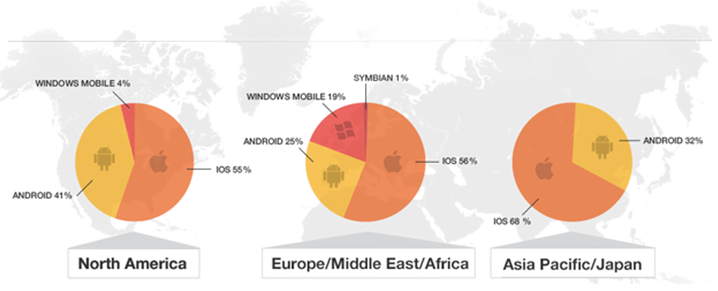 WINDOWS MOBILE 4%
ANDROID 41%
IOS 55%
North America
SYMBIAN 1%
WINDOWS MOBILE 19%
ANDROID 25%
IOS 56%
Europe/Middle East/Africa
ANDROID 32%
IOS 68 %
Asia Pacific/Japan